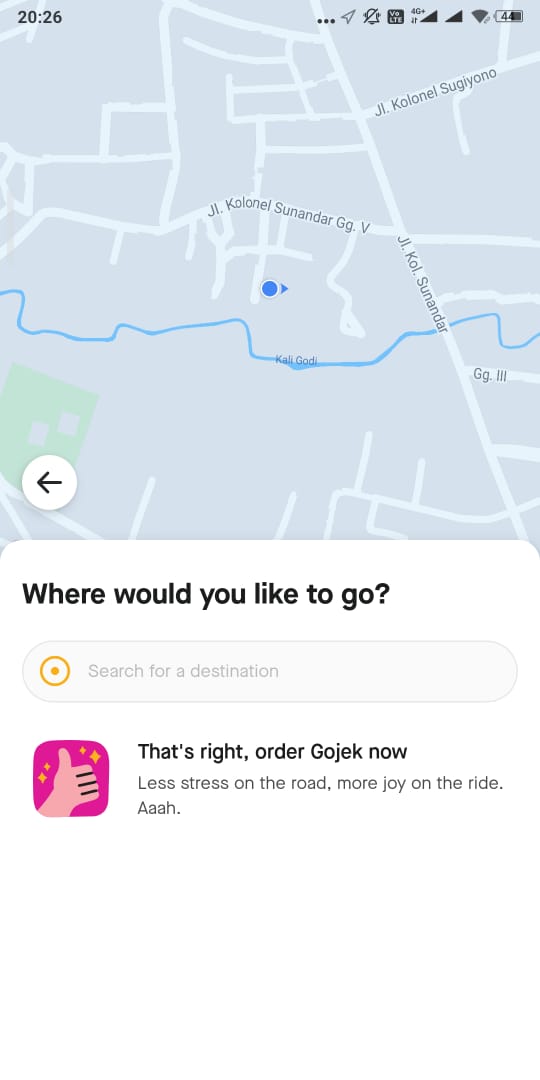 20:26
Vo
LTE
4G+
44
Jl. Kolonel Sugiyono
Jl. Kolonel Sunandar Gg. V
Jl. Kol. Sunandar
Kali Godi
Gg. III
Where would you like to go?
Search for a destination
That's right, order Gojek now
Less stress on the road, more joy on the ride.
Aaah.